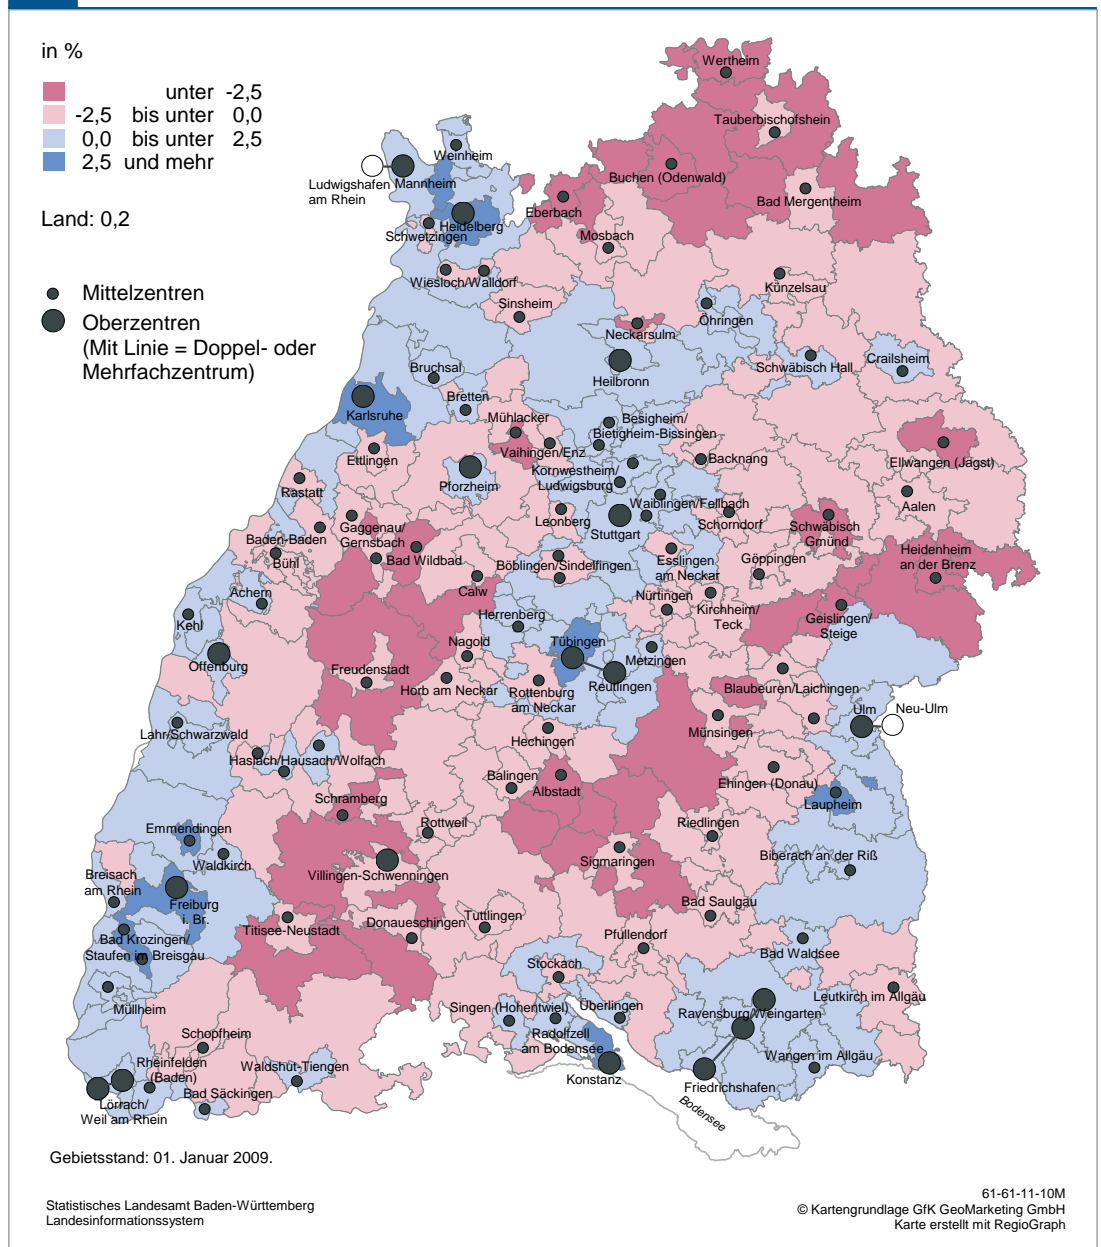 in %
unter -2,5
-2,5 bis unter 0,0
0,0 bis unter 2,5
2,5 und mehr
Land: 0,2
Mittelzentren
Oberzentren
(Mit Linie = Doppel- oder
Mehrfachzentrum)
Wertheim
Tauberbischofsheim
Weinheim
Ludwigshafen
am Rhein
Mannheim
Buchen (Odenwald)
Bad Mergentheim
Eberbach
Heidelberg
Schwetzingen
Mosbach
Wiesloch/Walldorf
Künzelsau
Sinsheim
Öhringen
Neckarsulm
Crailsheim
Schwäbisch Hall
Bruchsal
Heilbronn
Bretten
Karlsruhe
Mühlacker
Besigheim/
Bietigheim-Bissingen
Vaihingen/Enz
Ettlingen
Backnang
Ellwangen (Jagst)
Kornwestheim/
Ludwigsburg
Pforzheim
Rastatt
Waiblingen/Fellbach
Aalen
Leonberg
Schorndorf
Gaggenau/
Gernsbach
Stuttgart
Schwäbisch
Gmünd
Baden-Baden
Heidenheim
an der Brenz
Bühl
Bad Wildbad
Böblingen/Sindelfingen
Esslingen
am Neckar
Göppingen
Achern
Calw
Nürtingen
Kirchheim/
Teck
Herrenberg
Geislingen/
Steige
Kehl
Nagold
Tübingen
Metzingen
Offenburg
Freudenstadt
Horb am Neckar
Rottenburg
am Neckar
Reutlingen
Blaubeuren/Laichingen
Ulm
Neu-Ulm
Lahr/Schwarzwald
Hechingen
Münsingen
Haslach/Hausach/Wolfach
Balingen
Albstadt
Ehingen (Donau)
Laupheim
Schramberg
Rottweil
Riedlingen
Emmendingen
Waldkirch
Biberach an der Riß
Breisach
am Rhein
Villingen-Schwenningen
Sigmaringen
Freiburg
i. Br.
Bad Saulgau
Titisee-Neustadt
Donaueschingen
Tuttlingen
Bad Krozingen/
Staufen im Breisgau
Pfullendorf
Bad Waldsee
Stockach
Müllheim
Leutkirch im Allgäu
Singen (Hohentwiel)
Überlingen
Ravensburg/Weingarten
Schopfheim
Radolfzell
am Bodensee
Rheinfelden
(Baden)
Waldshut-Tiengen
Wangen im Allgäu
Konstanz
Friedrichshafen
Bad Säckingen
Lörrach/
Weil am Rhein
Bodensee
Gebietsstand: 01. Januar 2009.
Statistisches Landesamt Baden-Württemberg
Landesinformationssystem
61-61-11-10M
© Kartengrundlage GfK GeoMarketing GmbH
Karte erstellt mit RegioGraph